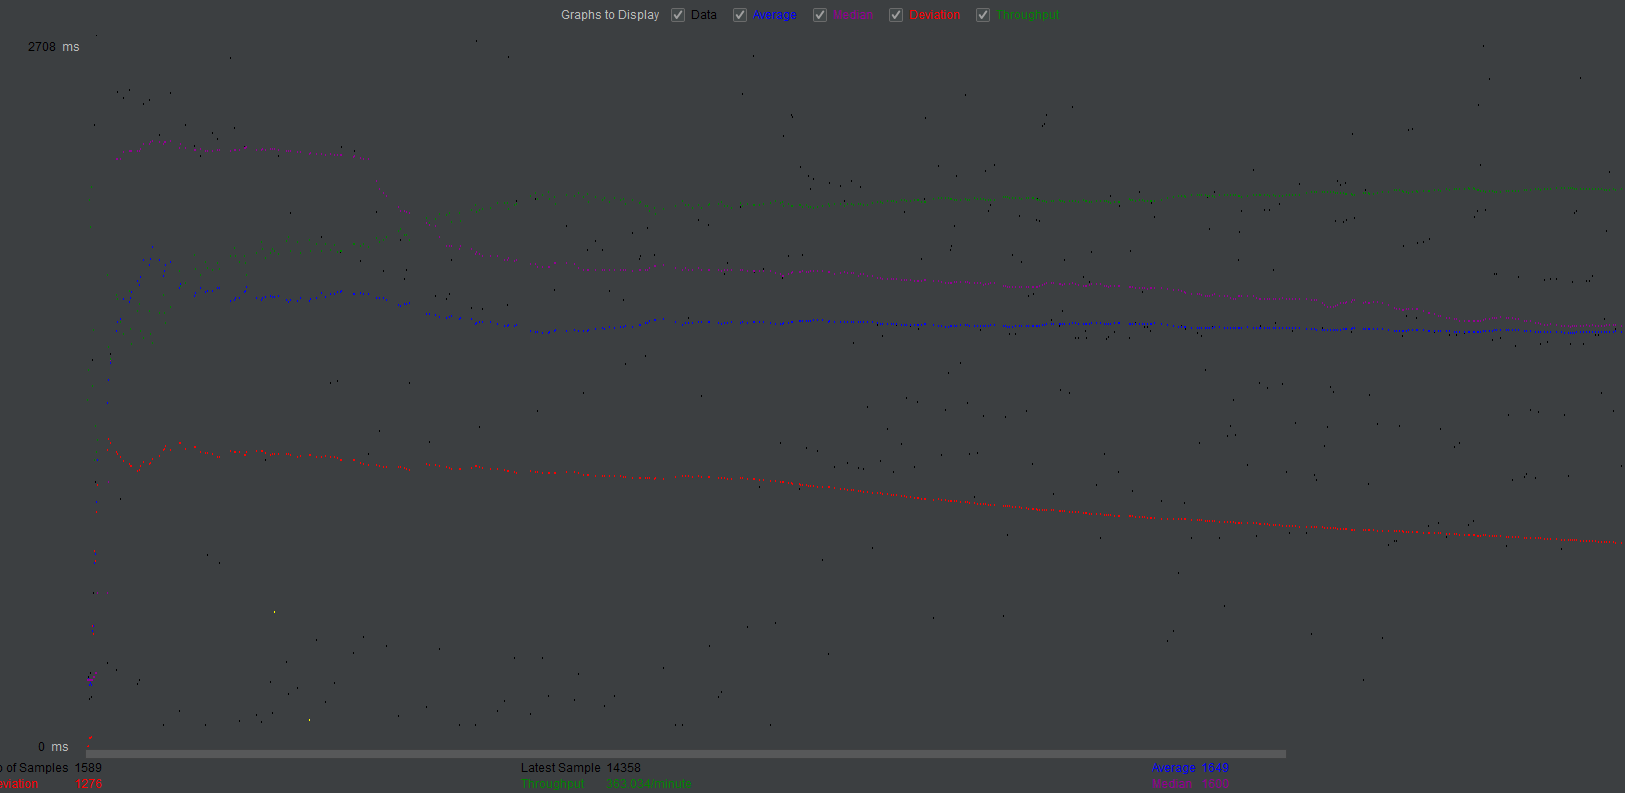 Graphs to Display Data Average Median Deviation Throughput
2708 ms
0 ms
o of Samples 1589 Latest Sample 14358 Average 1649
eviation 1276 Throughput 363.034/minute Median